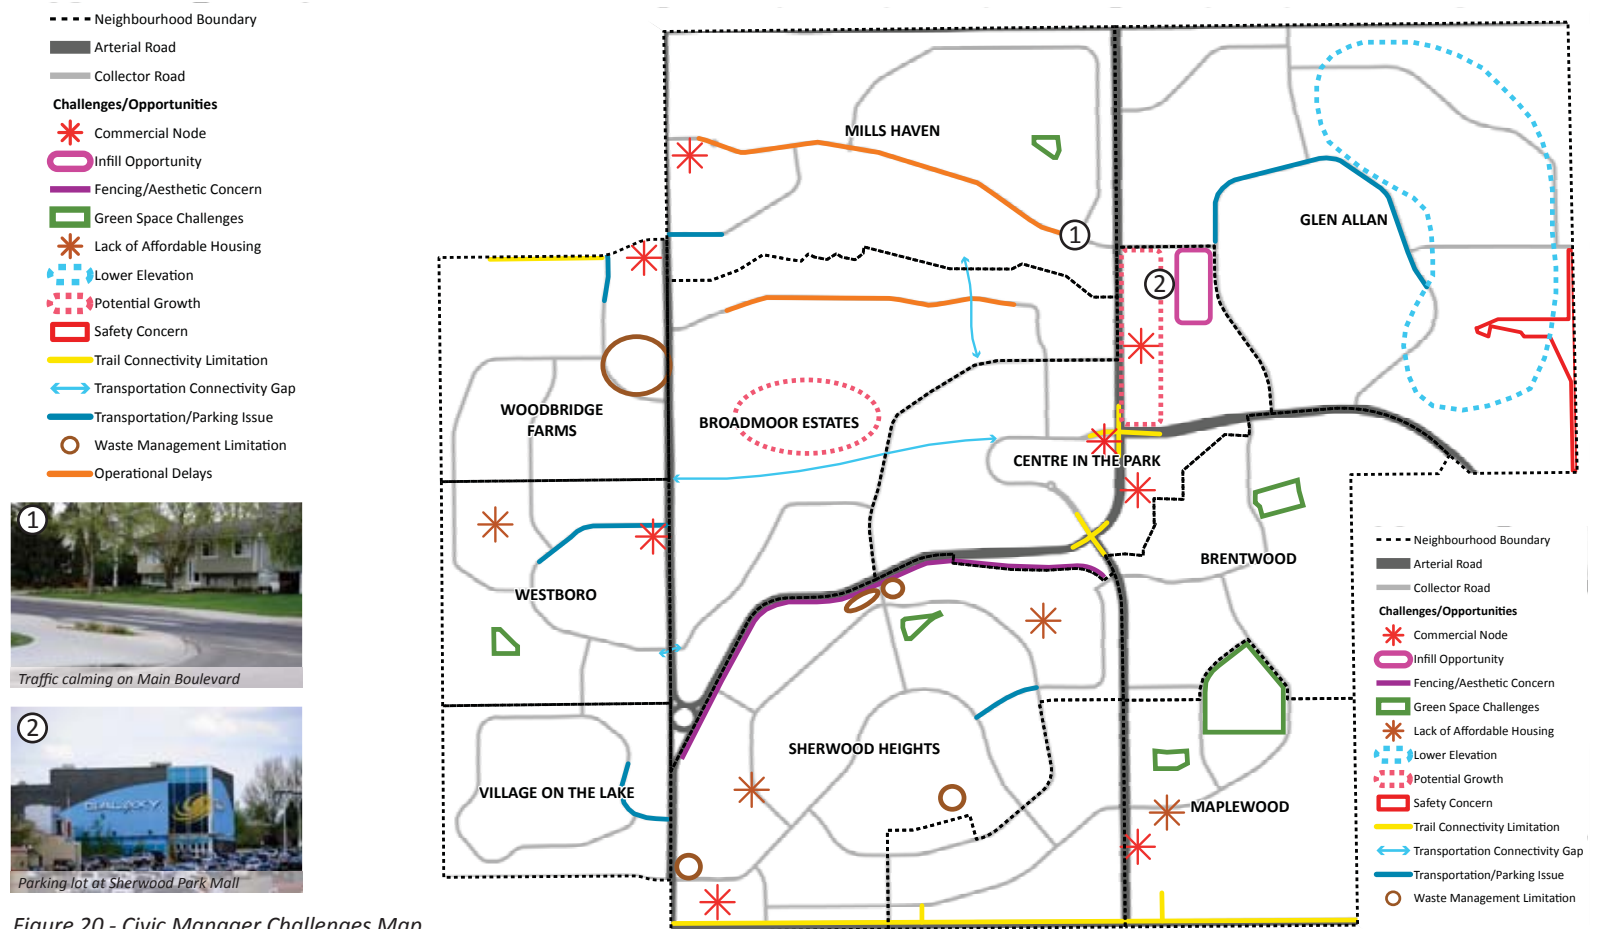 Neighbourhood Boundary
Arterial Road
Collector Road
Challenges/Opportunities
Commercial Node
Infill Opportunity
Fencing/Aesthetic Concern
Green Space Challenges
Lack of Affordable Housing
Lower Elevation
Potential Growth
Safety Concern
Trail Connectivity Limitation
Transportation Connectivity Gap
Transportation/Parking Issue
Waste Management Limitation
Operational Delays
1
Traffic calming on Main Boulevard
2
GALAXY
Parking lot at Sherwood Park Mall
Figure 20 - Civic Manager Challenges Map
MILLS HAVEN
1
GLEN ALLAN
2
WOODBRIDGE
FARMS
BROADMOOR ESTATES
CENTRE IN THE PARK
BRENTWOOD
WESTBORO
SHERWOOD HEIGHTS
VILLAGE ON THE LAKE
MAPLEWOOD
Neighbourhood Boundary
Arterial Road
Collector Road
Challenges/Opportunities
Commercial Node
Infill Opportunity
Fencing/Aesthetic Concern
Green Space Challenges
Lack of Affordable Housing
Lower Elevation
Potential Growth
Safety Concern
Trail Connectivity Limitation
Transportation Connectivity Gap
Transportation/Parking Issue
Waste Management Limitation